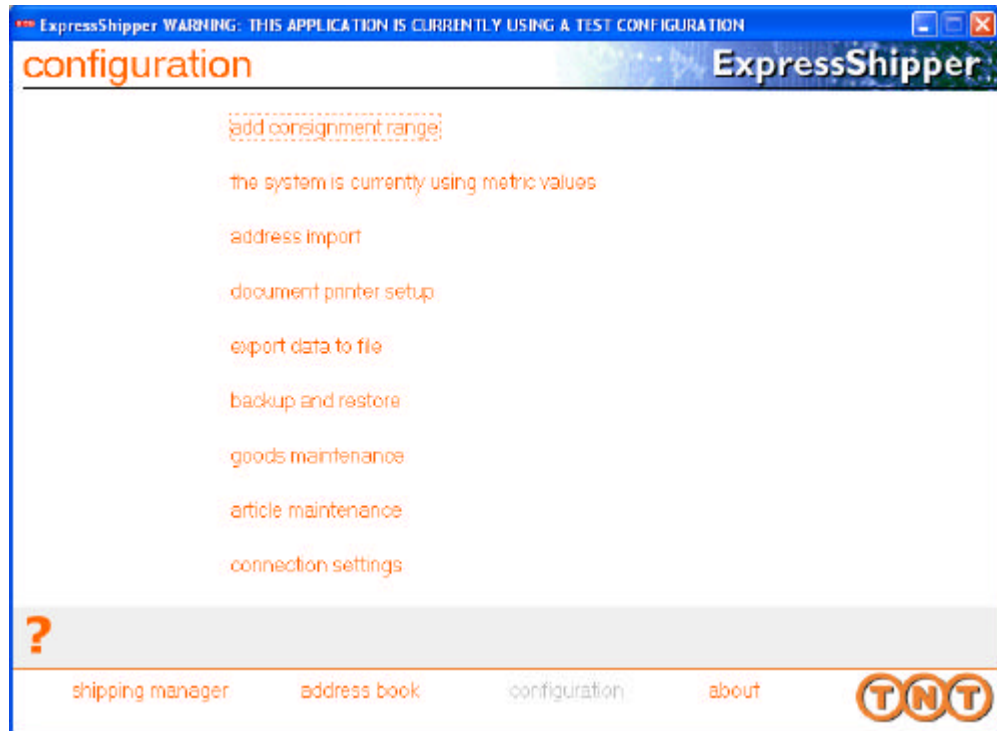 ExpressShipper WARNING: THIS APPLICATION IS CURRENTLY USING A TEST CONFIGURATION
configuration
ExpressShipper
add consignment range
the system is currently using metric values
address import
document printer setup
export data to file
backup and restore
goods maintenance
article maintenance
connection settings
?
shipping manager address book configuration about
TNT